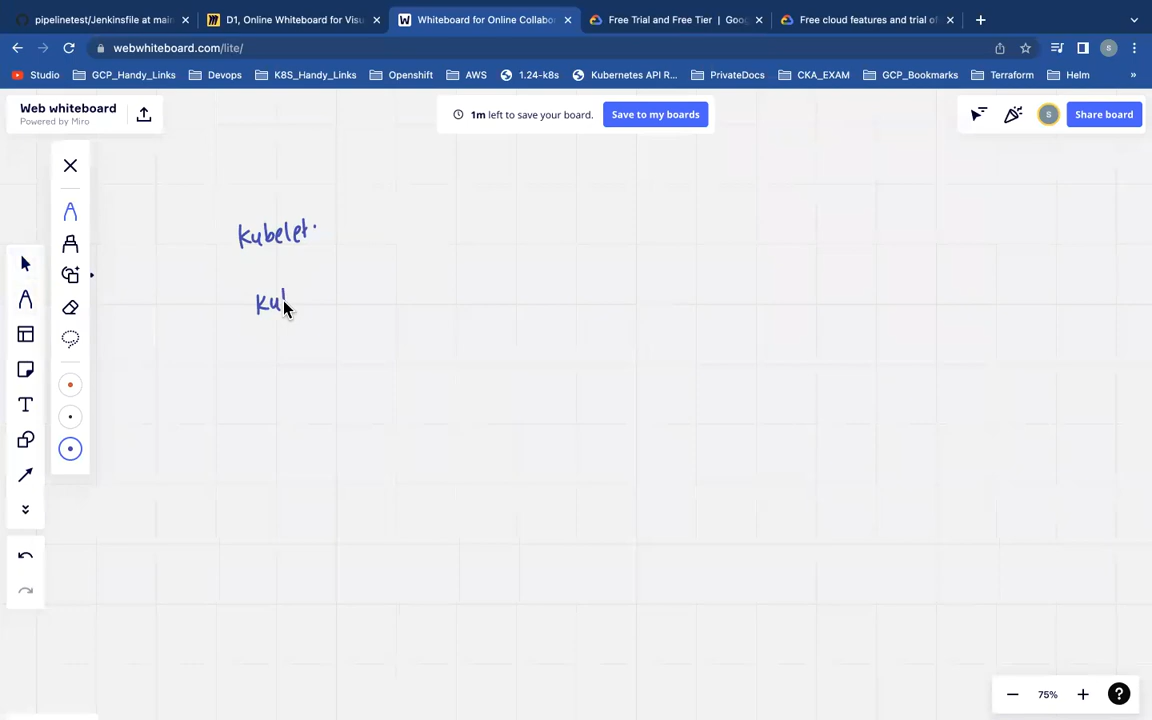 pipelinetest/Jenkinsfile at mai
D1, Online Whiteboard for Visu
Whiteboard for Online Collabo
Free Trial and Free Tier | Goo
Free cloud features and trial o
webwhiteboard.com/lite/
S
Studio
GCP_Handy_Links
Devops
K8S_Handy_Links
Openshift
AWS
1.24-k8s
Kubernetes API R...
PrivateDocs
CKA_EXAM
GCP_Bookmarks
Terraform
Helm
»
Web whiteboard
Powered by Miro
1m left to save your board.
Save to my boards
S
Share board
Kubelet.
Ku
T
75%
?